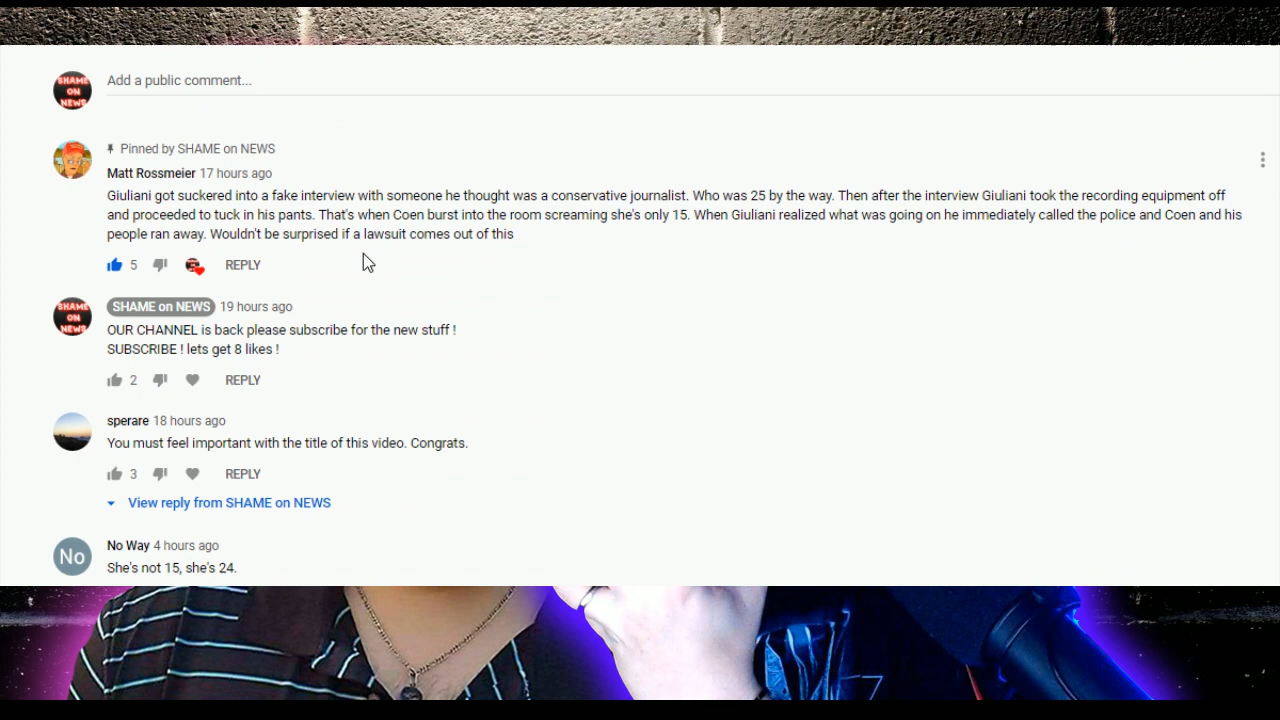 SHAME
ON
NEWS
Add a public comment...
Pinned by SHAME on NEWS
Matt Rossmeier 17 hours ago
Giuliani got suckered into a fake interview with someone he thought was a conservative journalist. Who was 25 by the way. Then after the interview Giuliani took the recording equipment off
and proceeded to tuck in his pants. That's when Coen burst into the room screaming she's only 15. When Giuliani realized what was going on he immediately called the police and Coen and his
people ran away. Wouldn't be surprised if a lawsuit comes out of this
5 REPLY
SHAME
ON
NEWS
SHAME on NEWS 19 hours ago
OUR CHANNEL is back please subscribe for the new stuff !
SUBSCRIBE ! lets get 8 likes !
2 REPLY
sperare 18 hours ago
You must feel important with the title of this video. Congrats.
3 REPLY
View reply from SHAME on NEWS
No
No Way 4 hours ago
She's not 15, she's 24.